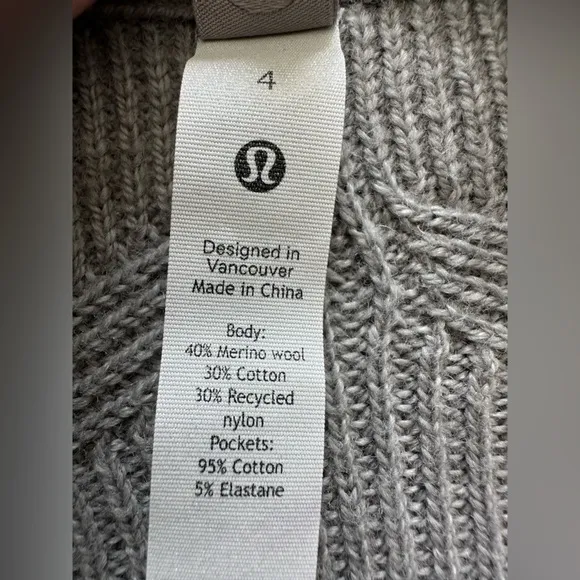 4
Designed in
Vancouver
Made in China
Body:
40% Merino wool
30% Cotton
30% Recycled
nylon
Pockets:
95% Cotton
5% Elastane